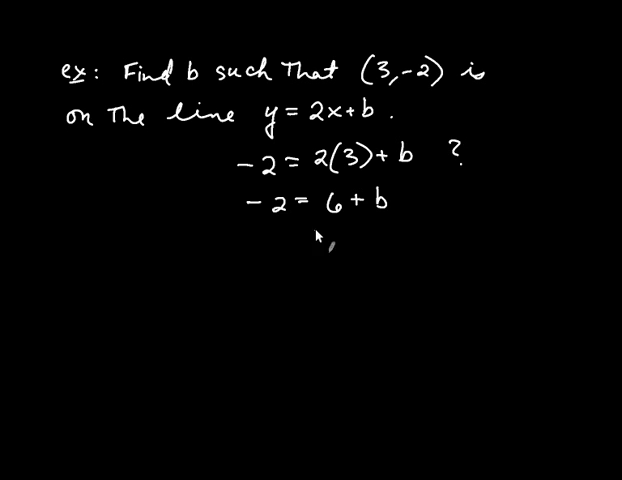 ex: Find b such That (3,-2) is
on The line y = 2x+b.
-2 = 2(3)+b ?
-2 = 6+b